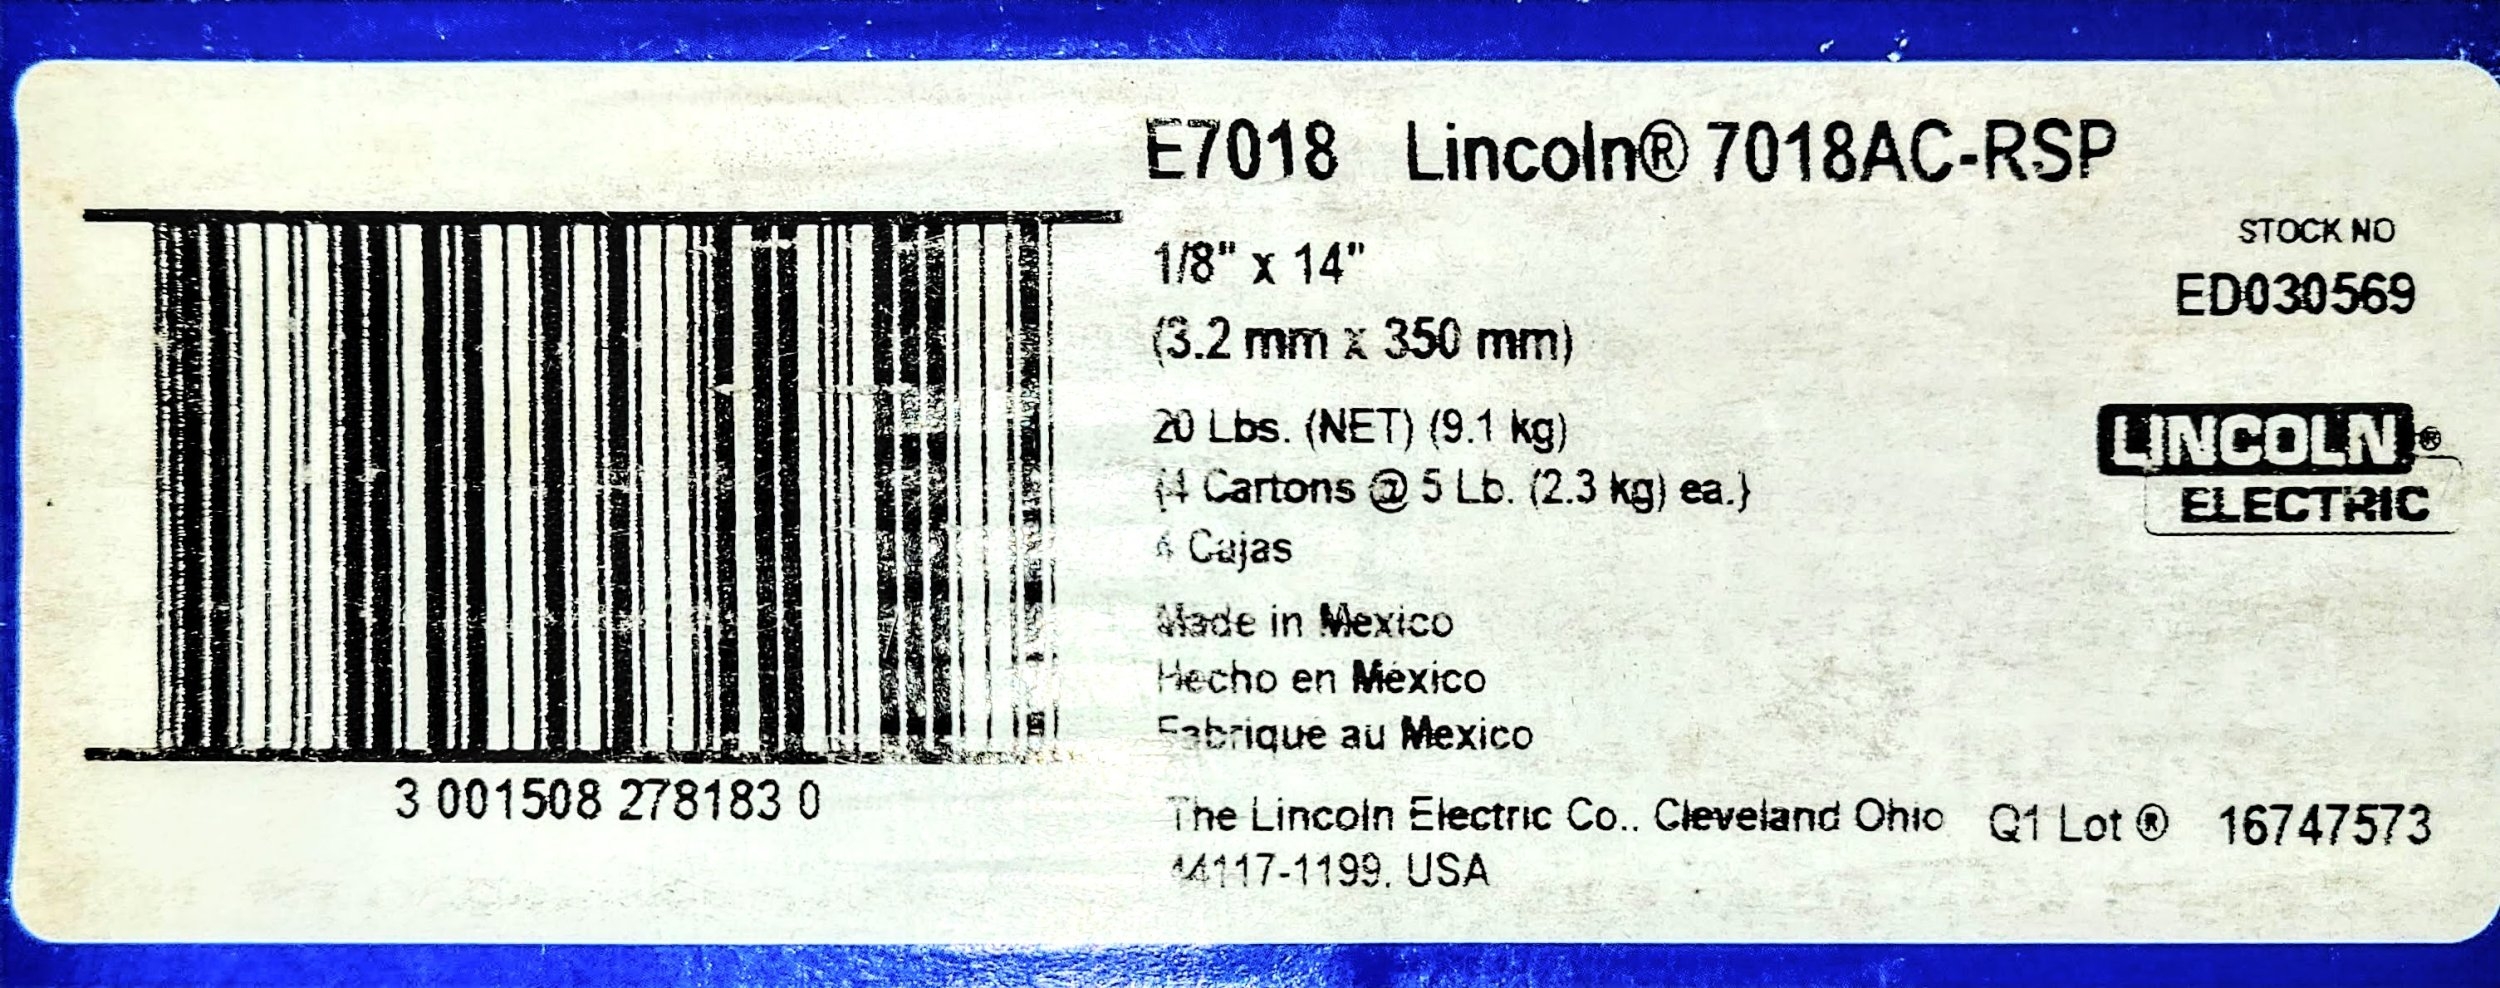 E7018 Lincoln® 7018AC-RSP
1/8" x 14"
(3.2 mm x 350 mm)
STOCK NO
ED030569
20 Lbs. (NET) (9.1 kg)
{4 Cartons @ 5 Lb. (2.3 kg) ea.}
4 Cajas
LINCOLN®
ELECTRIC
Made in Mexico
Hecho en México
Fabriqué au Mexico
3 001508 278183 0
The Lincoln Electric Co., Cleveland Ohio
44117-1199, USA
Q1 Lot ® 16747573